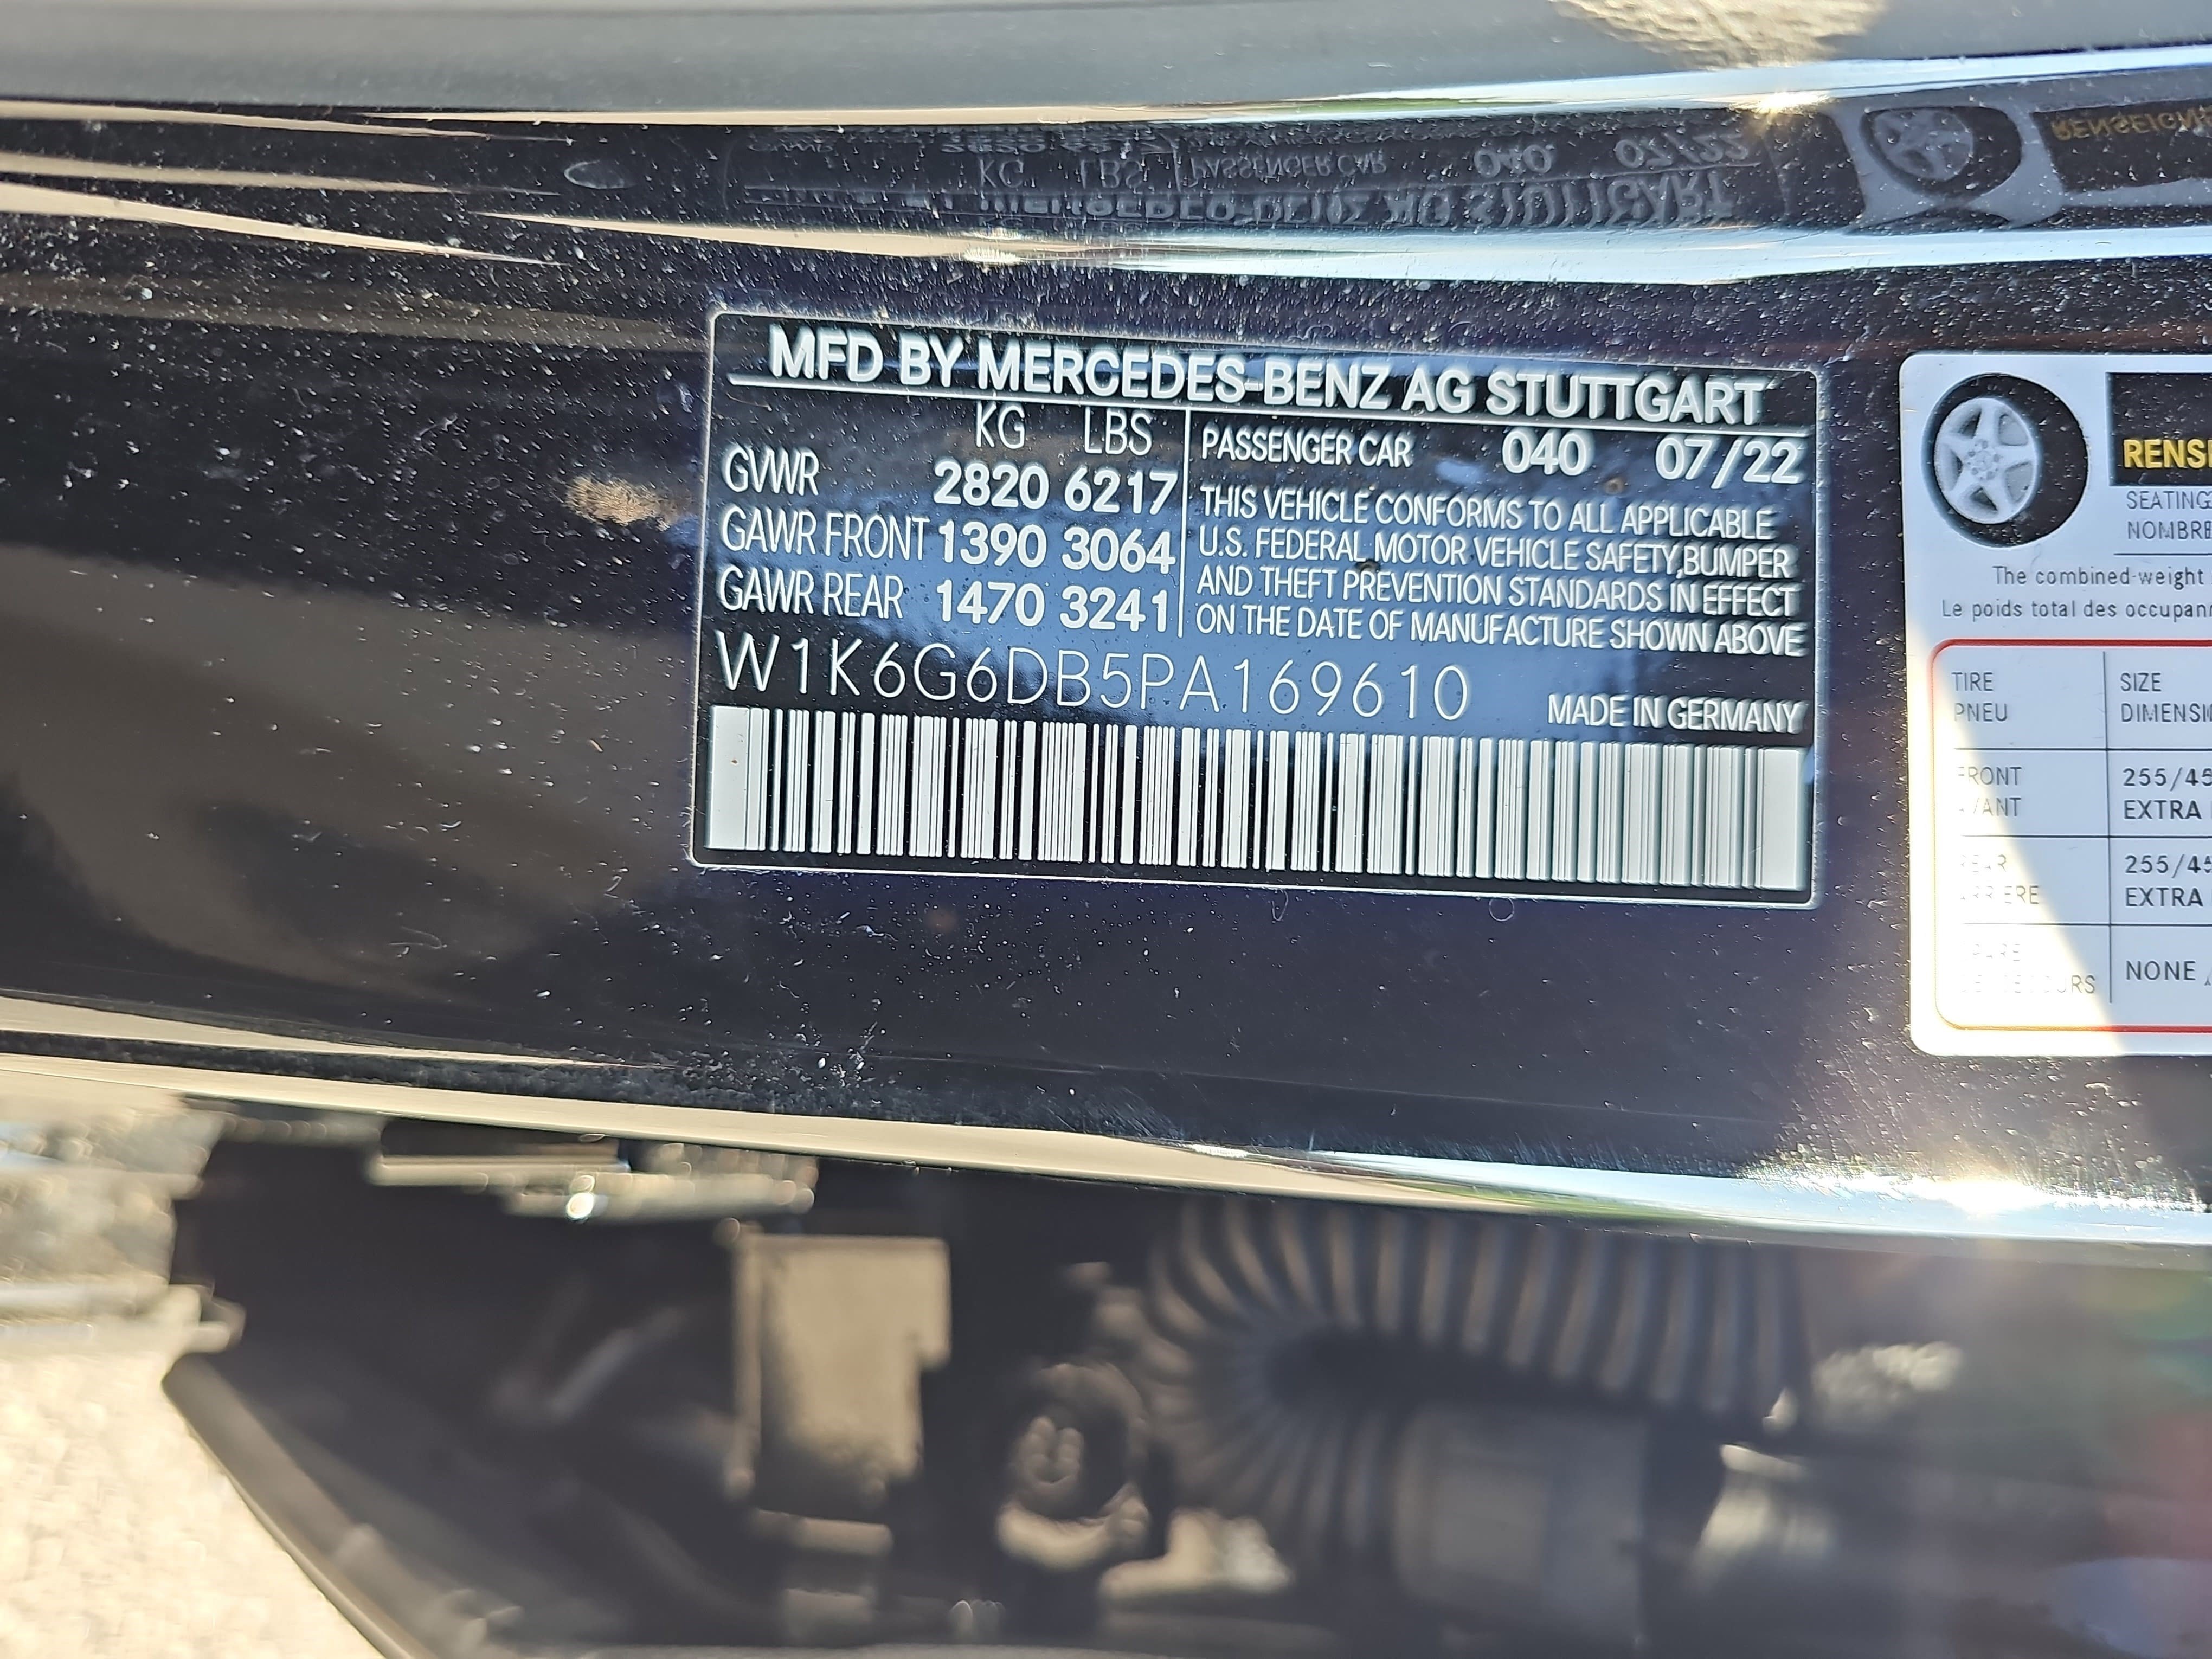 MFD BY MERCEDES-BENZ AG STUTTGART
KG LBS
GVWR 2820 6217
GAWR FRONT 1390 3064
GAWR REAR 1470 3241
PASSENGER CAR 040 07/22
THIS VEHICLE CONFORMS TO ALL APPLICABLE
U.S. FEDERAL MOTOR VEHICLE SAFETY,BUMPER
AND THEFT PREVENTION STANDARDS IN EFFECT
ON THE DATE OF MANUFACTURE SHOWN ABOVE
W1K6G6DB5PA169610
MADE IN GERMANY
RENS
SEATING
NOMBRE
The combined weight
Le poids total des occupan
TIRE SIZE
PNEU DIMENSI
FRONT 255/45
EXTRA
255/45
EXTRA
NONE